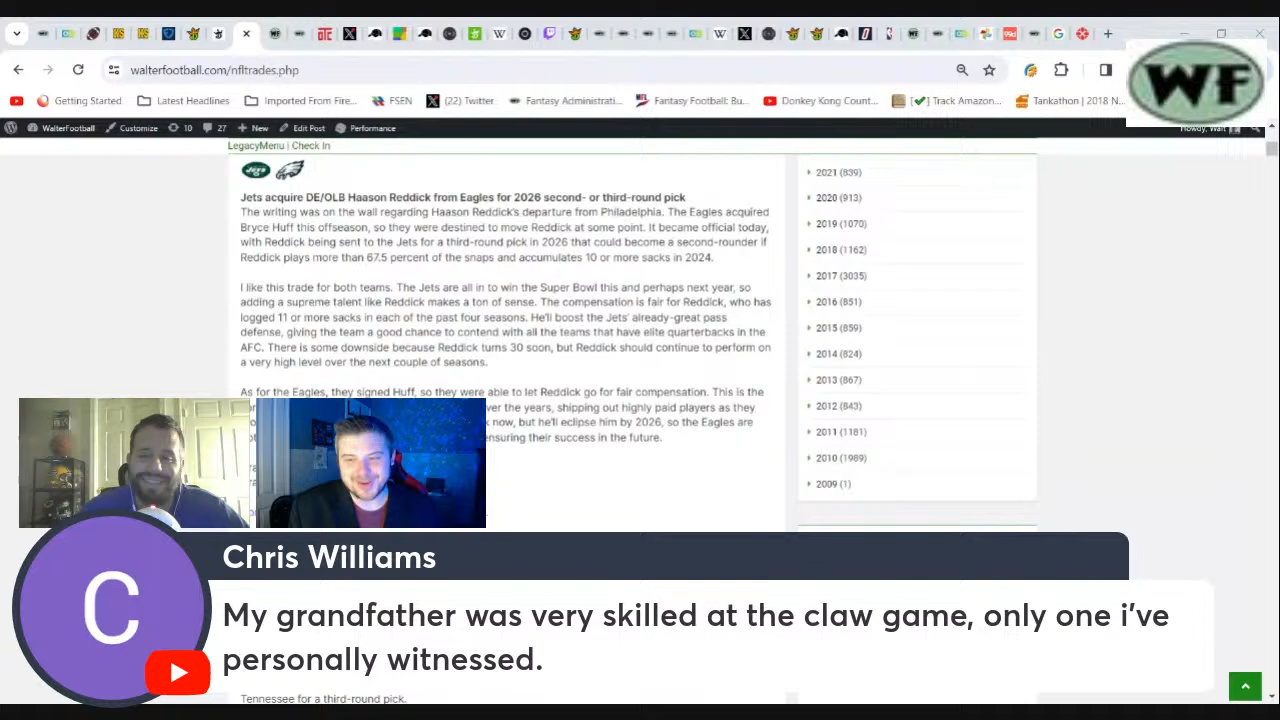 walterfootball.com/nfltrades.php
WF
Getting Started
Latest Headlines
Imported From Fire...
FSEN
(22) Twitter
Fantasy Administrati...
Fantasy Football: Bu...
Donkey Kong Count...
Track Amazon...
Tankathon | 2018 N...
WalterFootball
Customize
10
27
New
Edit Post
Performance
Howdy, Walt
LegacyMenu | Check In
JETS
Jets acquire DE/OLB Haason Reddick from Eagles for 2026 second- or third-round pick
The writing was on the wall regarding Haason Reddick's departure from Philadelphia. The Eagles acquired
Bryce Huff this offseason, so they were destined to move Reddick at some point. It became official today,
with Reddick being sent to the Jets for a third-round pick in 2026 that could become a second-rounder if
Reddick plays more than 67.5 percent of the snaps and accumulates 10 or more sacks in 2024.
I like this trade for both teams. The Jets are all in to win the Super Bowl this and perhaps next year, so
adding a supreme talent like Reddick makes a ton of sense. The compensation is fair for Reddick, who has
logged 11 or more sacks in each of the past four seasons. He'll boost the Jets' already-great pass
defense, giving the team a good chance to contend with all the teams that have elite quarterbacks in the
AFC. There is some downside because Reddick turns 30 soon, but Reddick should continue to perform on
a very high level over the next couple of seasons.
As for the Eagles, they signed Huff, so they were able to let Reddick go for fair compensation. This is the
over the years, shipping out highly paid players as they
now, but he'll eclipse him by 2026, so the Eagles are
ensuring their success in the future.
2021 (839)
2020 (913)
2019 (1070)
2018 (1162)
2017 (3035)
2016 (851)
2015 (859)
2014 (824)
2013 (867)
2012 (843)
2011 (1181)
2010 (1989)
2009 (1)
C
Chris Williams
My grandfather was very skilled at the claw game, only one i've
personally witnessed.
Tennessee for a third-round pick.